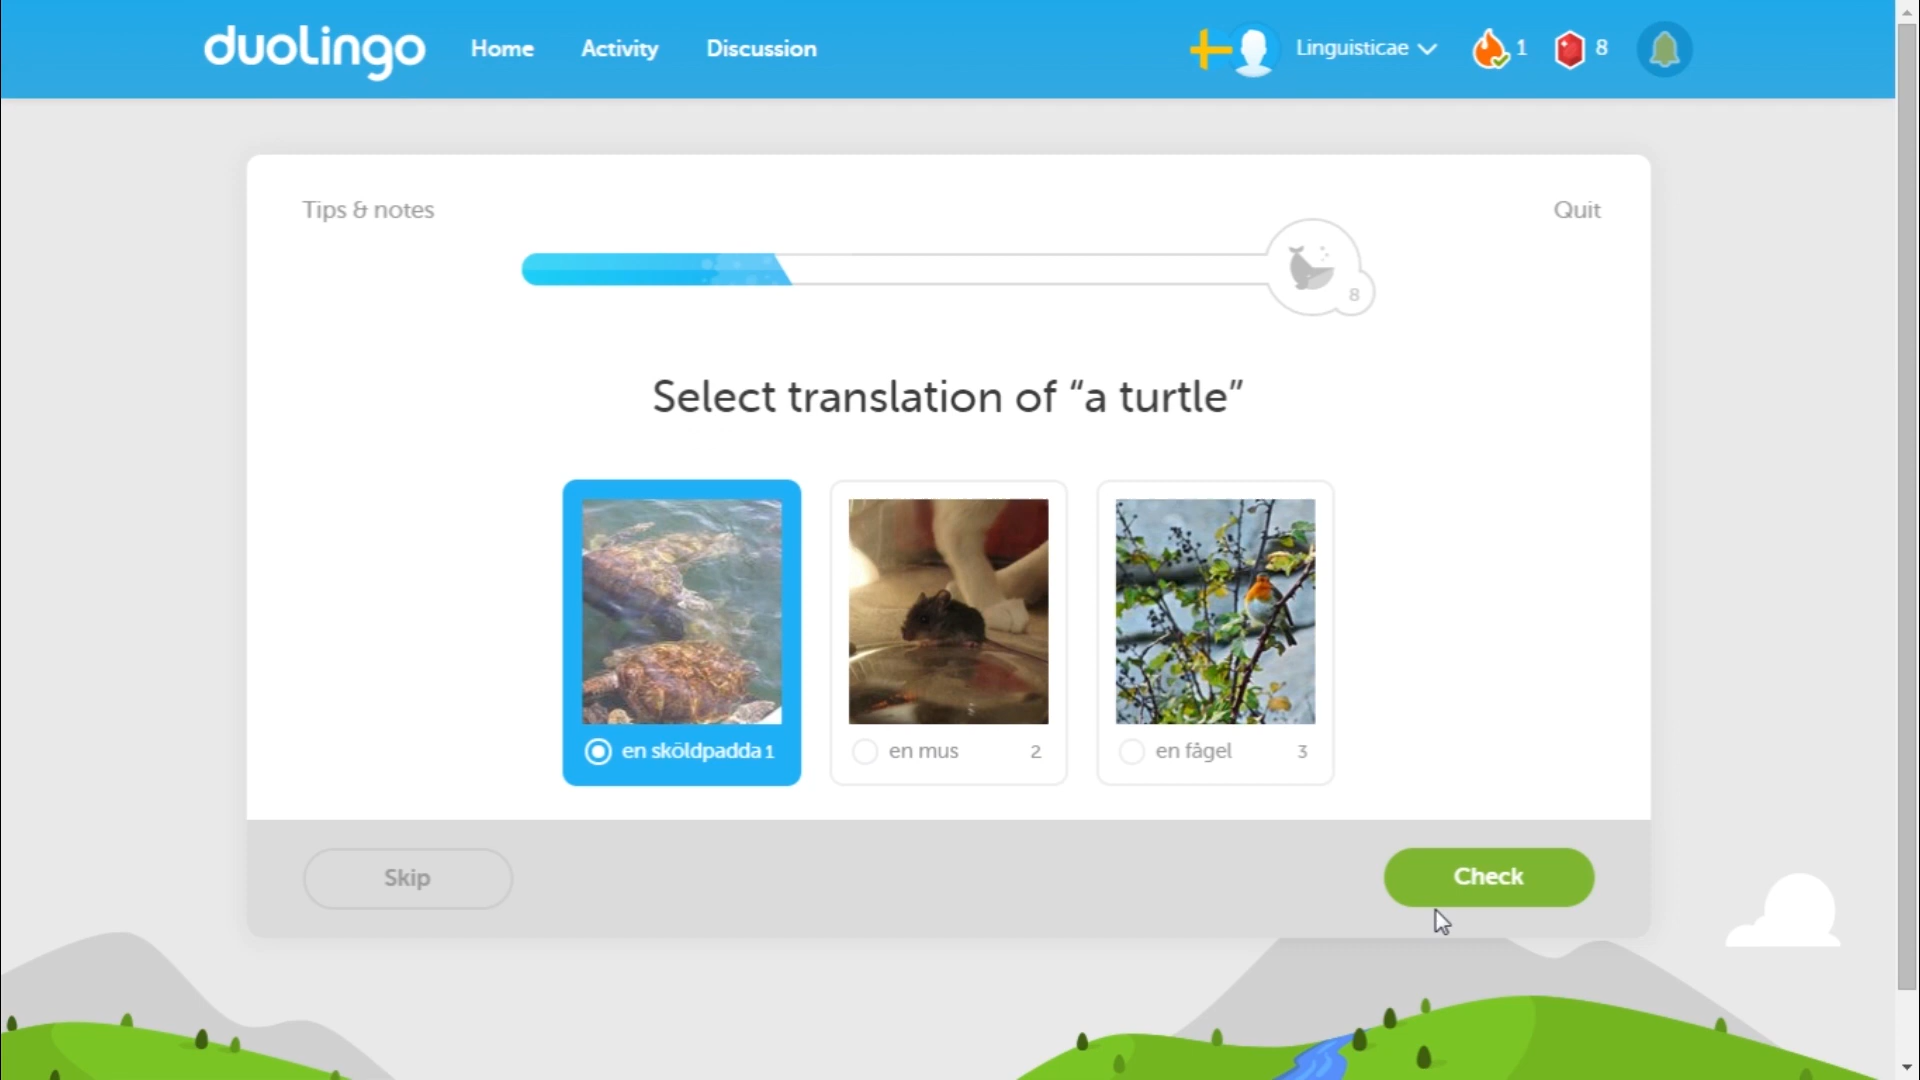 duolingo Home Activity Discussion Linguisticae 1 8
Tips & notes Quit
8
Select translation of “a turtle”
en sköldpadda 1
en mus 2
en fågel 3
Skip Check